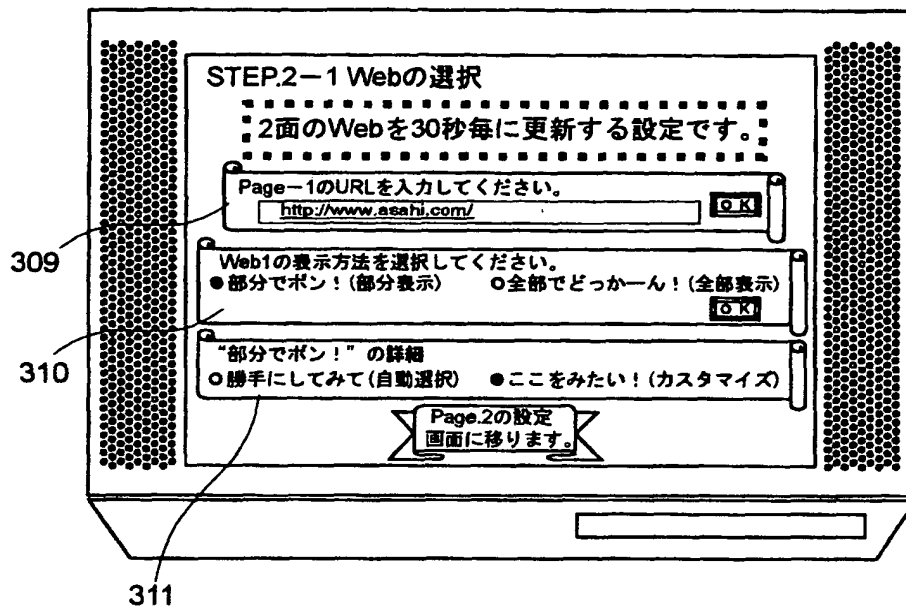 STEP.2－1 Webの選択
2面のWebを30秒毎に更新する設定です。
Page－1のURLを入力してください。
http://www.asahi.com/
OK
309
Web1の表示方法を選択してください。
●部分でボン！(部分表示) ○全部でどっかーん！(全部表示)
OK
310
“部分でボン！”の詳細
○勝手にしてみて(自動選択) ●ここをみたい！(カスタマイズ)
Page.2の設定
画面に移ります。
311